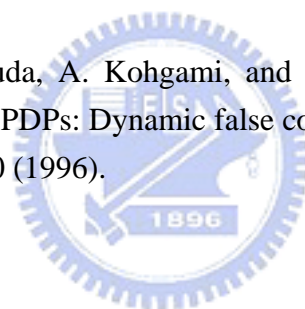 uda, A. Kohgami, and
PDPs: Dynamic false co
0 (1996).
1896